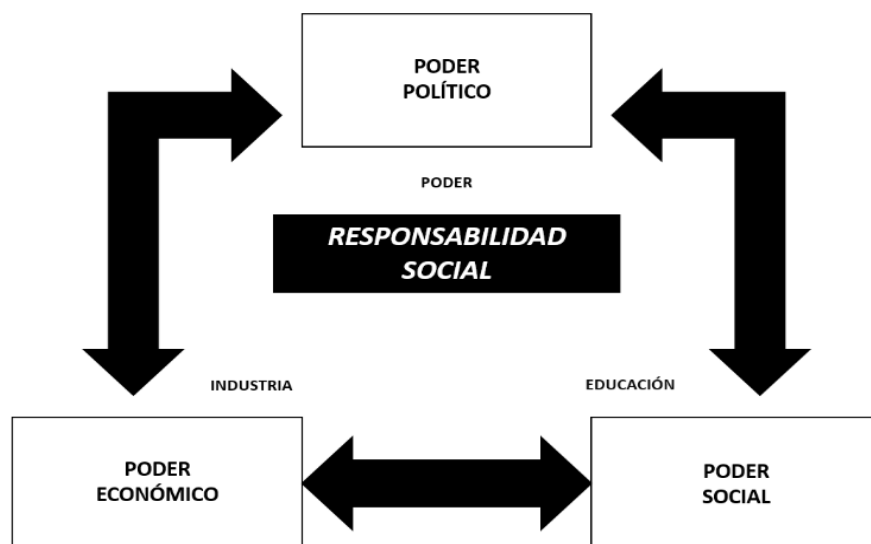 PODER
POLÍTICO
PODER
RESPONSABILIDAD
SOCIAL
INDUSTRIA
EDUCACIÓN
PODER
ECONÓMICO
PODER
SOCIAL